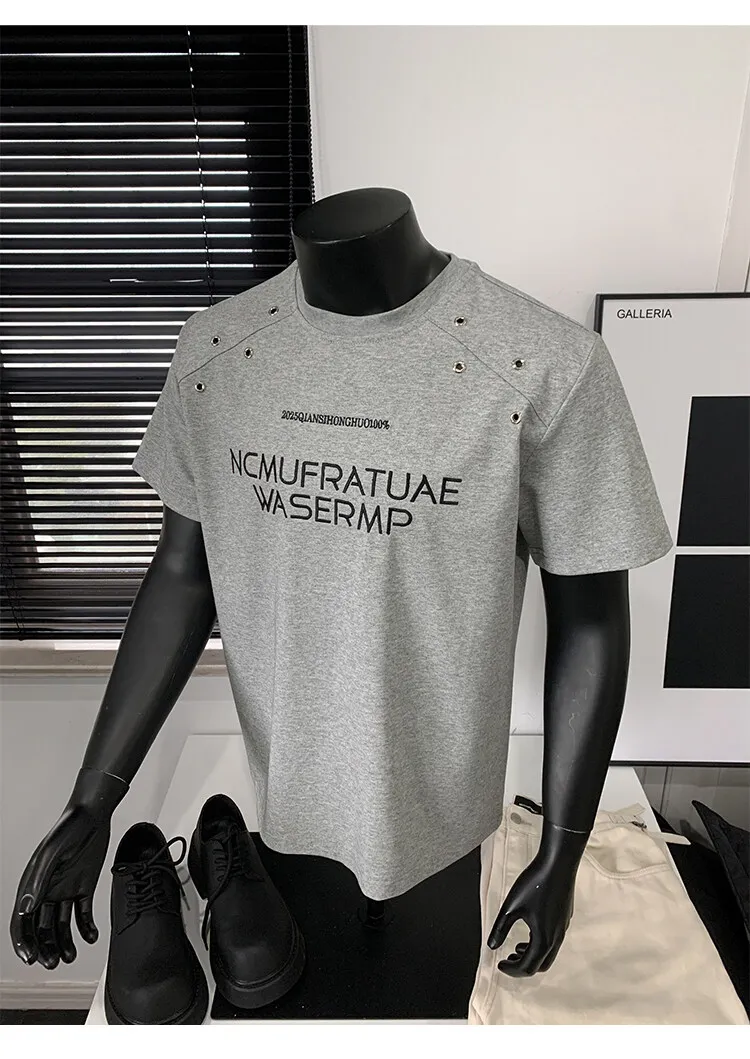 GALLERIA
2025QIANSIHONGHUO100%
NCMUFRATUAE
WASERMP